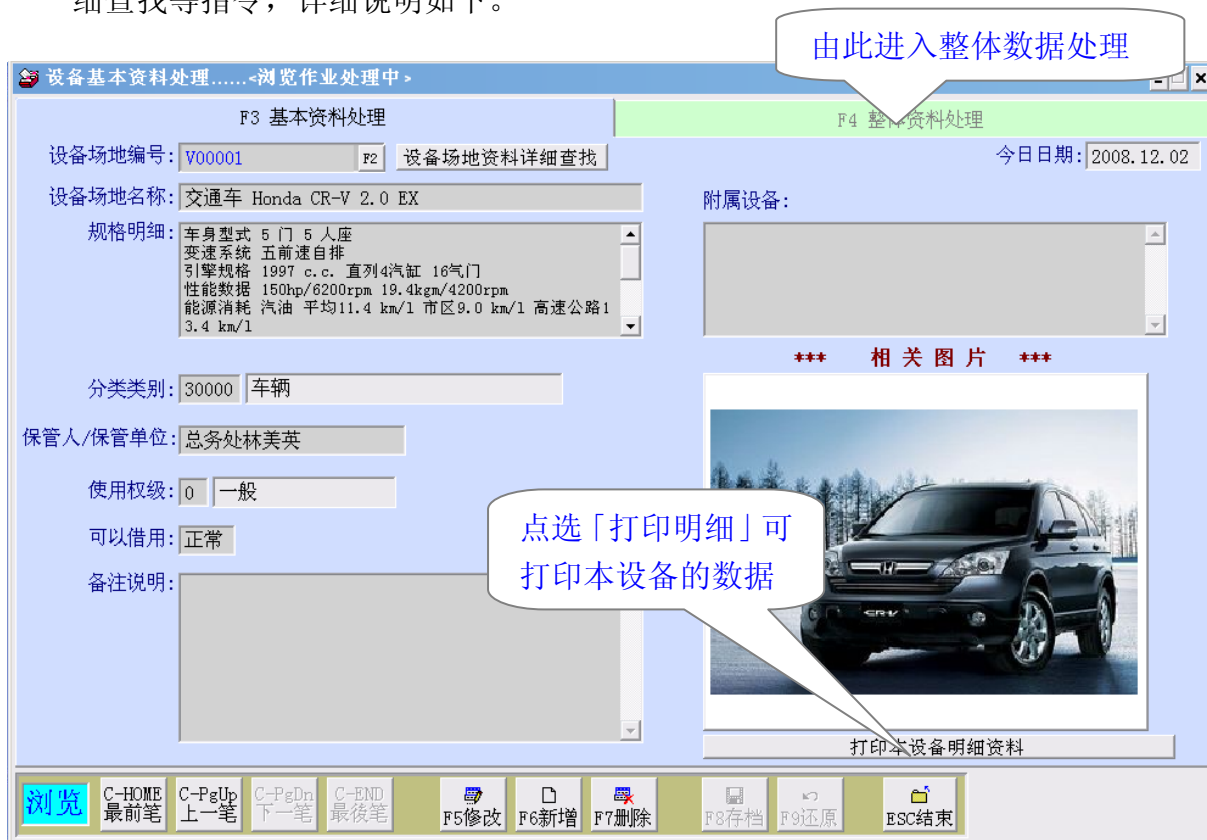 细查找等指令，详细说明如下。
由此进入整体数据处理
设备基本资料处理......<浏览作业处理中>
F3 基本资料处理
F4 整体资料处理
设备场地编号: V00001 F2 设备场地资料详细查找
今日日期: 2008.12.02
设备场地名称: 交通车 Honda CR-V 2.0 EX
附属设备:
规格明细: 车身型式 5 门 5 人座
变速系统 五前速自排
引擎规格 1997 c.c. 直列4汽缸 16气门
性能数据 150hp/6200rpm 19.4kgm/4200rpm
能源消耗 汽油 平均11.4 km/l 市区9.0 km/l 高速公路1
3.4 km/l
*** 相 关 图 片 ***
分类类别: 30000 车辆
保管人/保管单位: 总务处林美英
使用权级: 0 一般
可以借用: 正常
备注说明:
点选「打印明细」可
打印本设备的数据
CR-V
打印本设备明细资料
浏览
C-HOME
最前笔
C-PgUp
上一笔
C-PgDn
下一笔
C-END
最後笔
F5修改
F6新增
F7删除
F8存档
F9还原
ESC结束